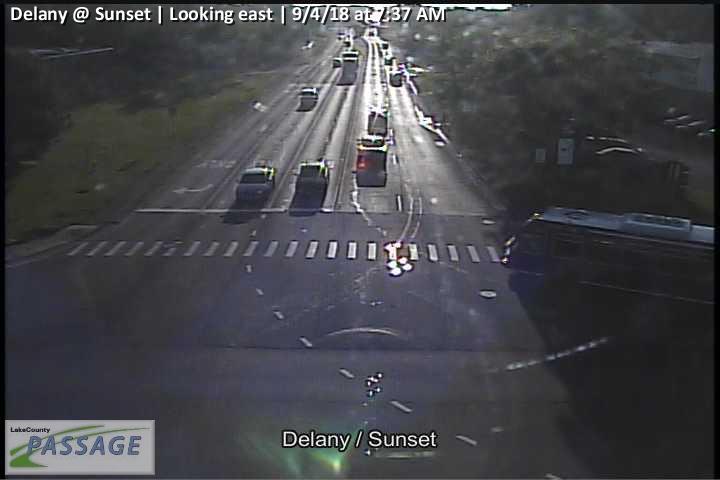 Delany @ Sunset | Looking east | 9/4/18 at 7:37 AM
Delany / Sunset
LakeCounty
PASSAGE